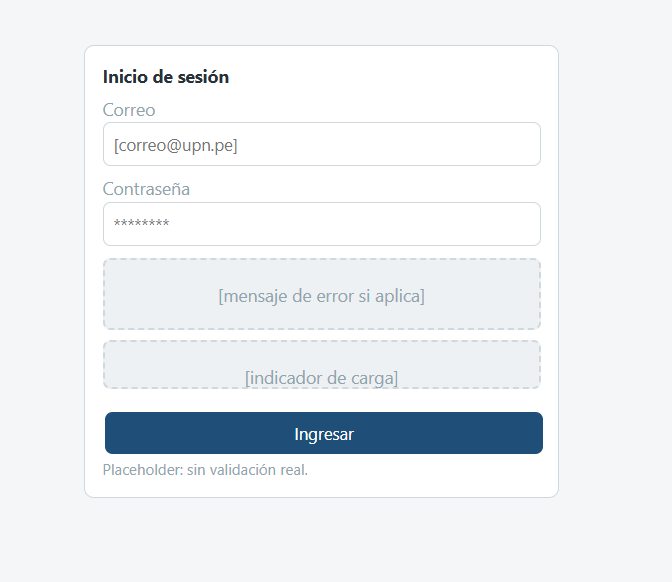 Inicio de sesión
Correo
[correo@upn.pe]
Contraseña
********
[mensaje de error si aplica]
[indicador de carga]
Ingresar
Placeholder: sin validación real.